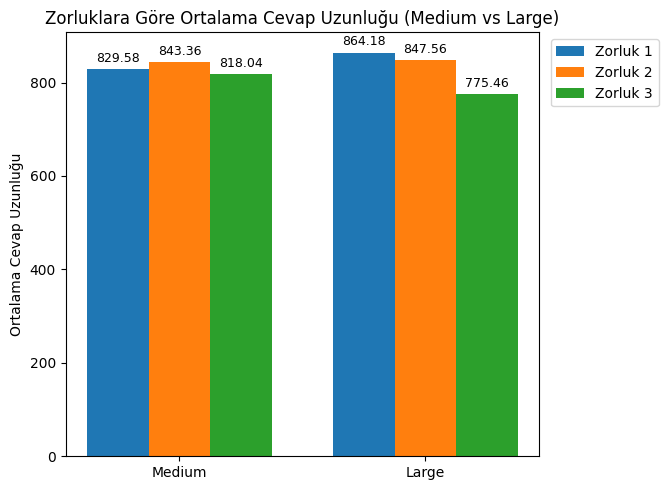 Zorluklara Göre Ortalama Cevap Uzunluğu (Medium vs Large)
Ortalama Cevap Uzunluğu
800
600
400
200
0
829.58
843.36
818.04
864.18
847.56
775.46
Medium
Large
Zorluk 1
Zorluk 2
Zorluk 3